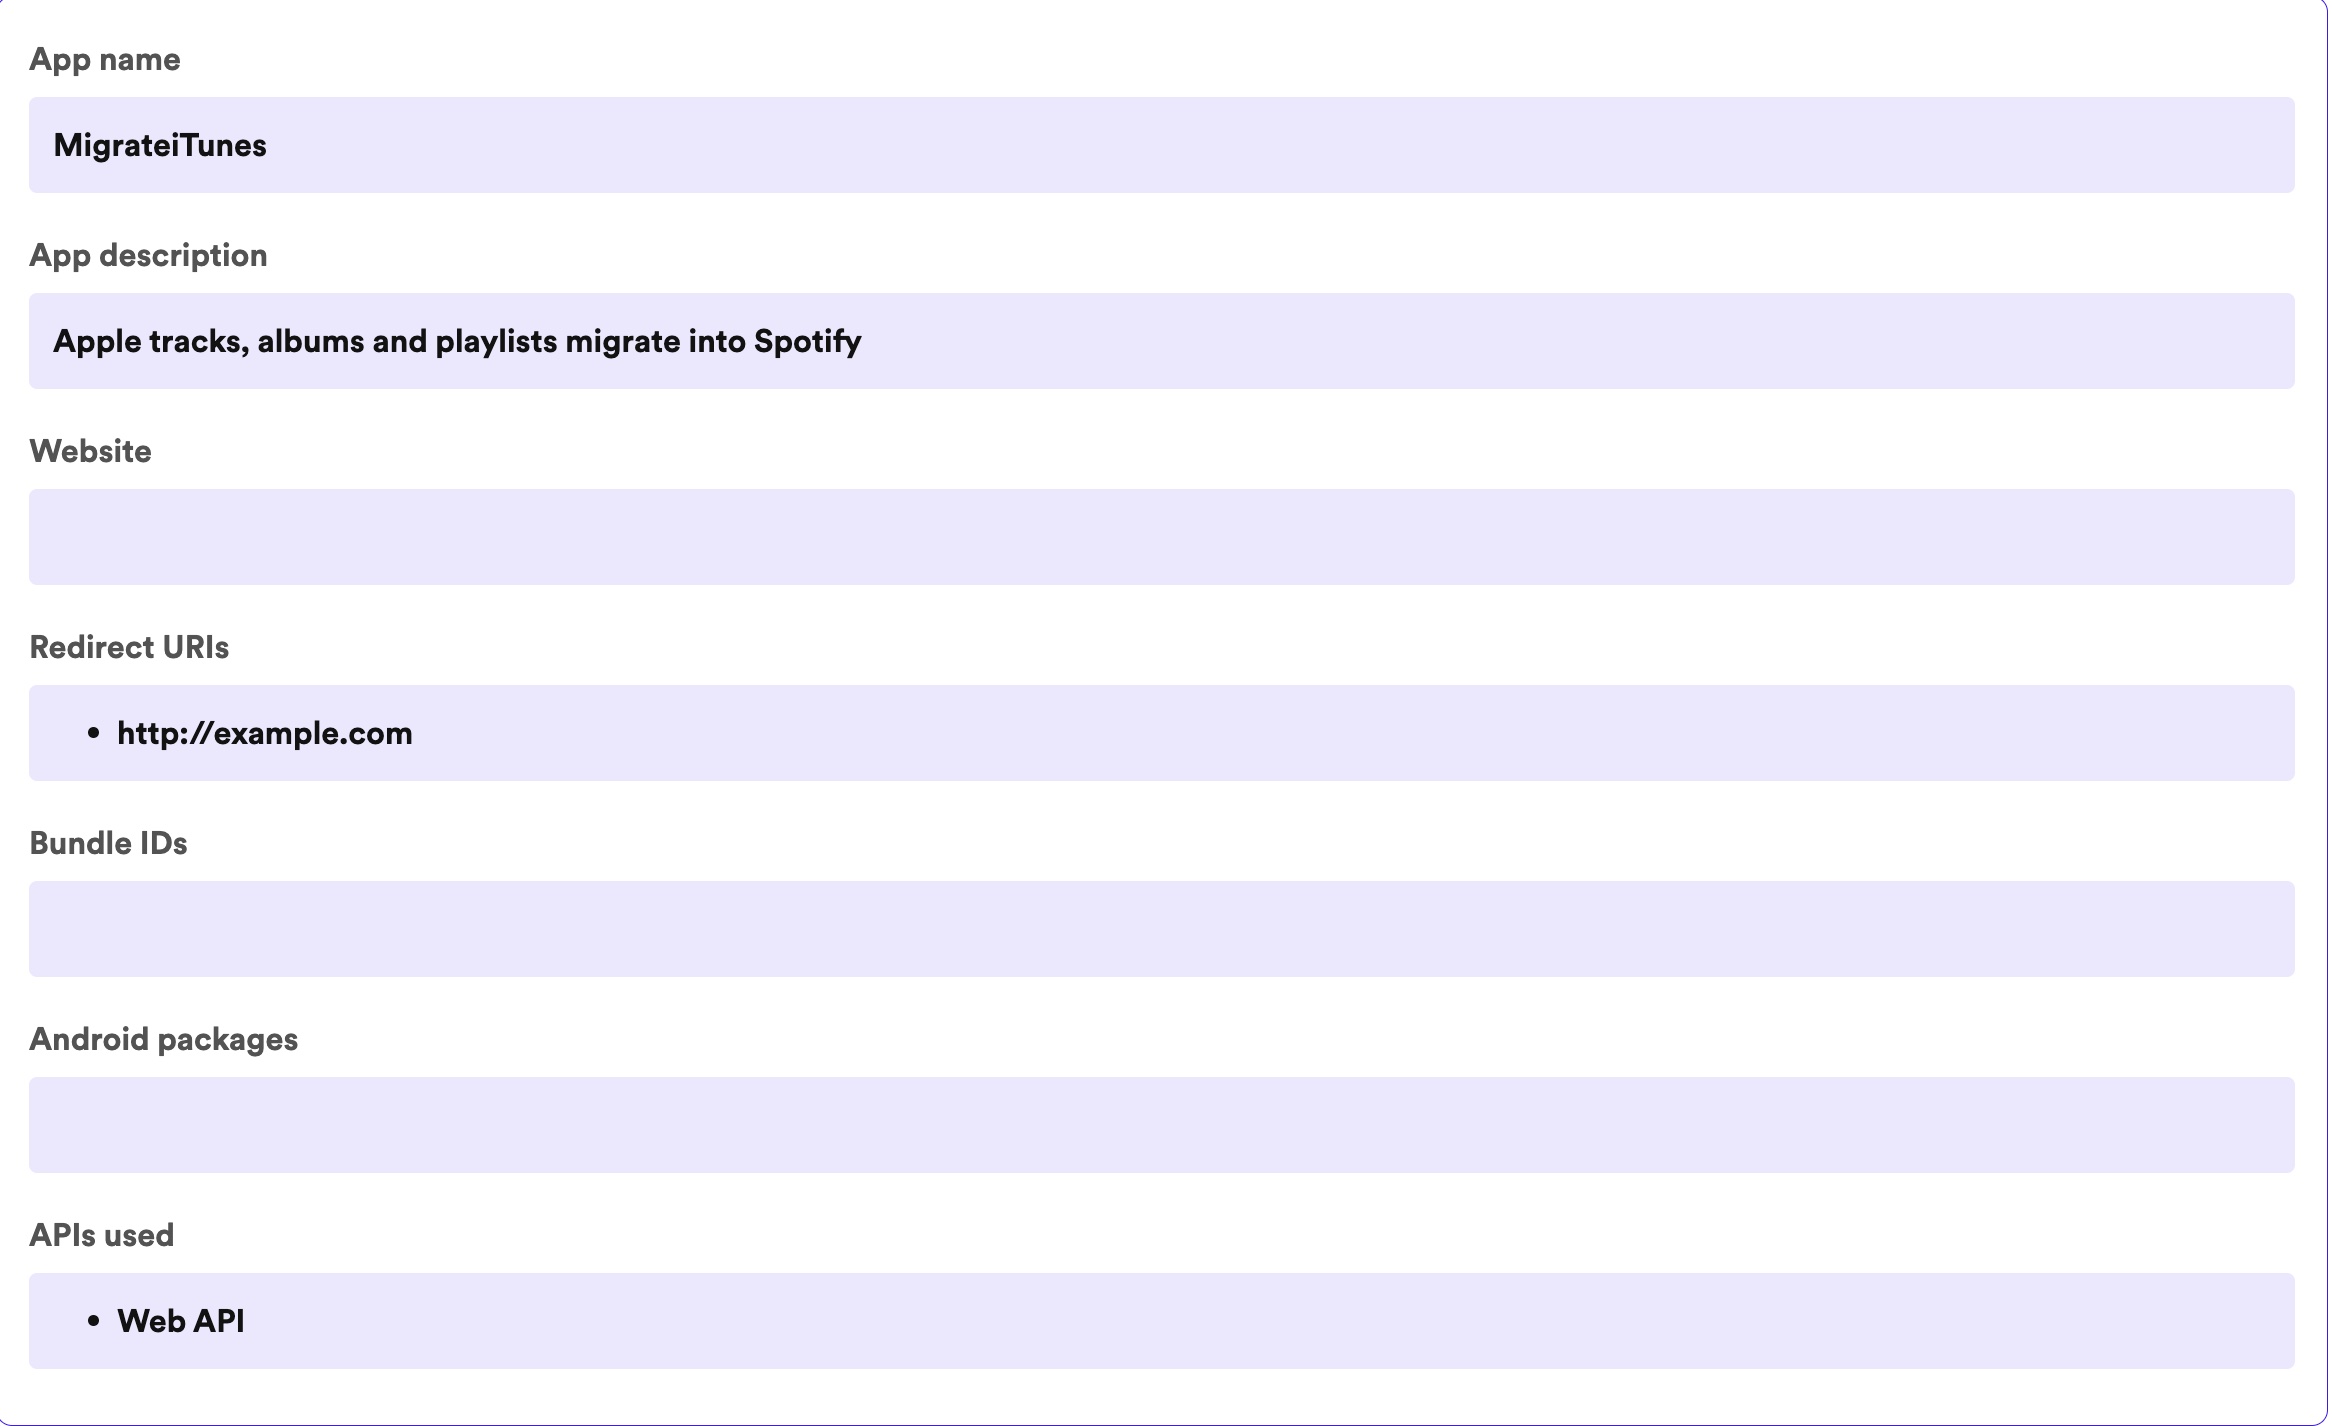 App name
MigrateiTunes
App description
Apple tracks, albums and playlists migrate into Spotify
Website
Redirect URIs
• http://example.com
Bundle IDs
Android packages
APIs used
• Web API